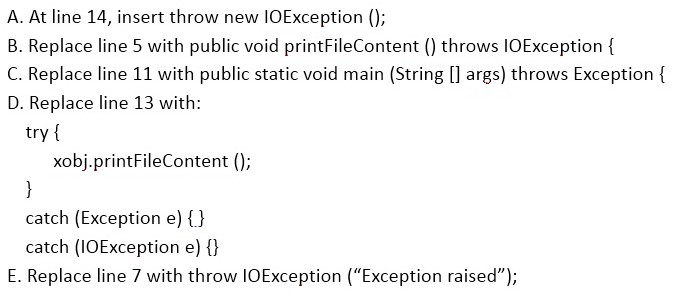 A. At line 14, insert throw new IOException ();
B. Replace line 5 with public void printFileContent () throws IOException {
C. Replace line 11 with public static void main (String [] args) throws Exception {
D. Replace line 13 with:
try {
xobj.printFileContent ();
}
catch (Exception e) {}
catch (IOException e) {}
E. Replace line 7 with throw IOException (“Exception raised”);